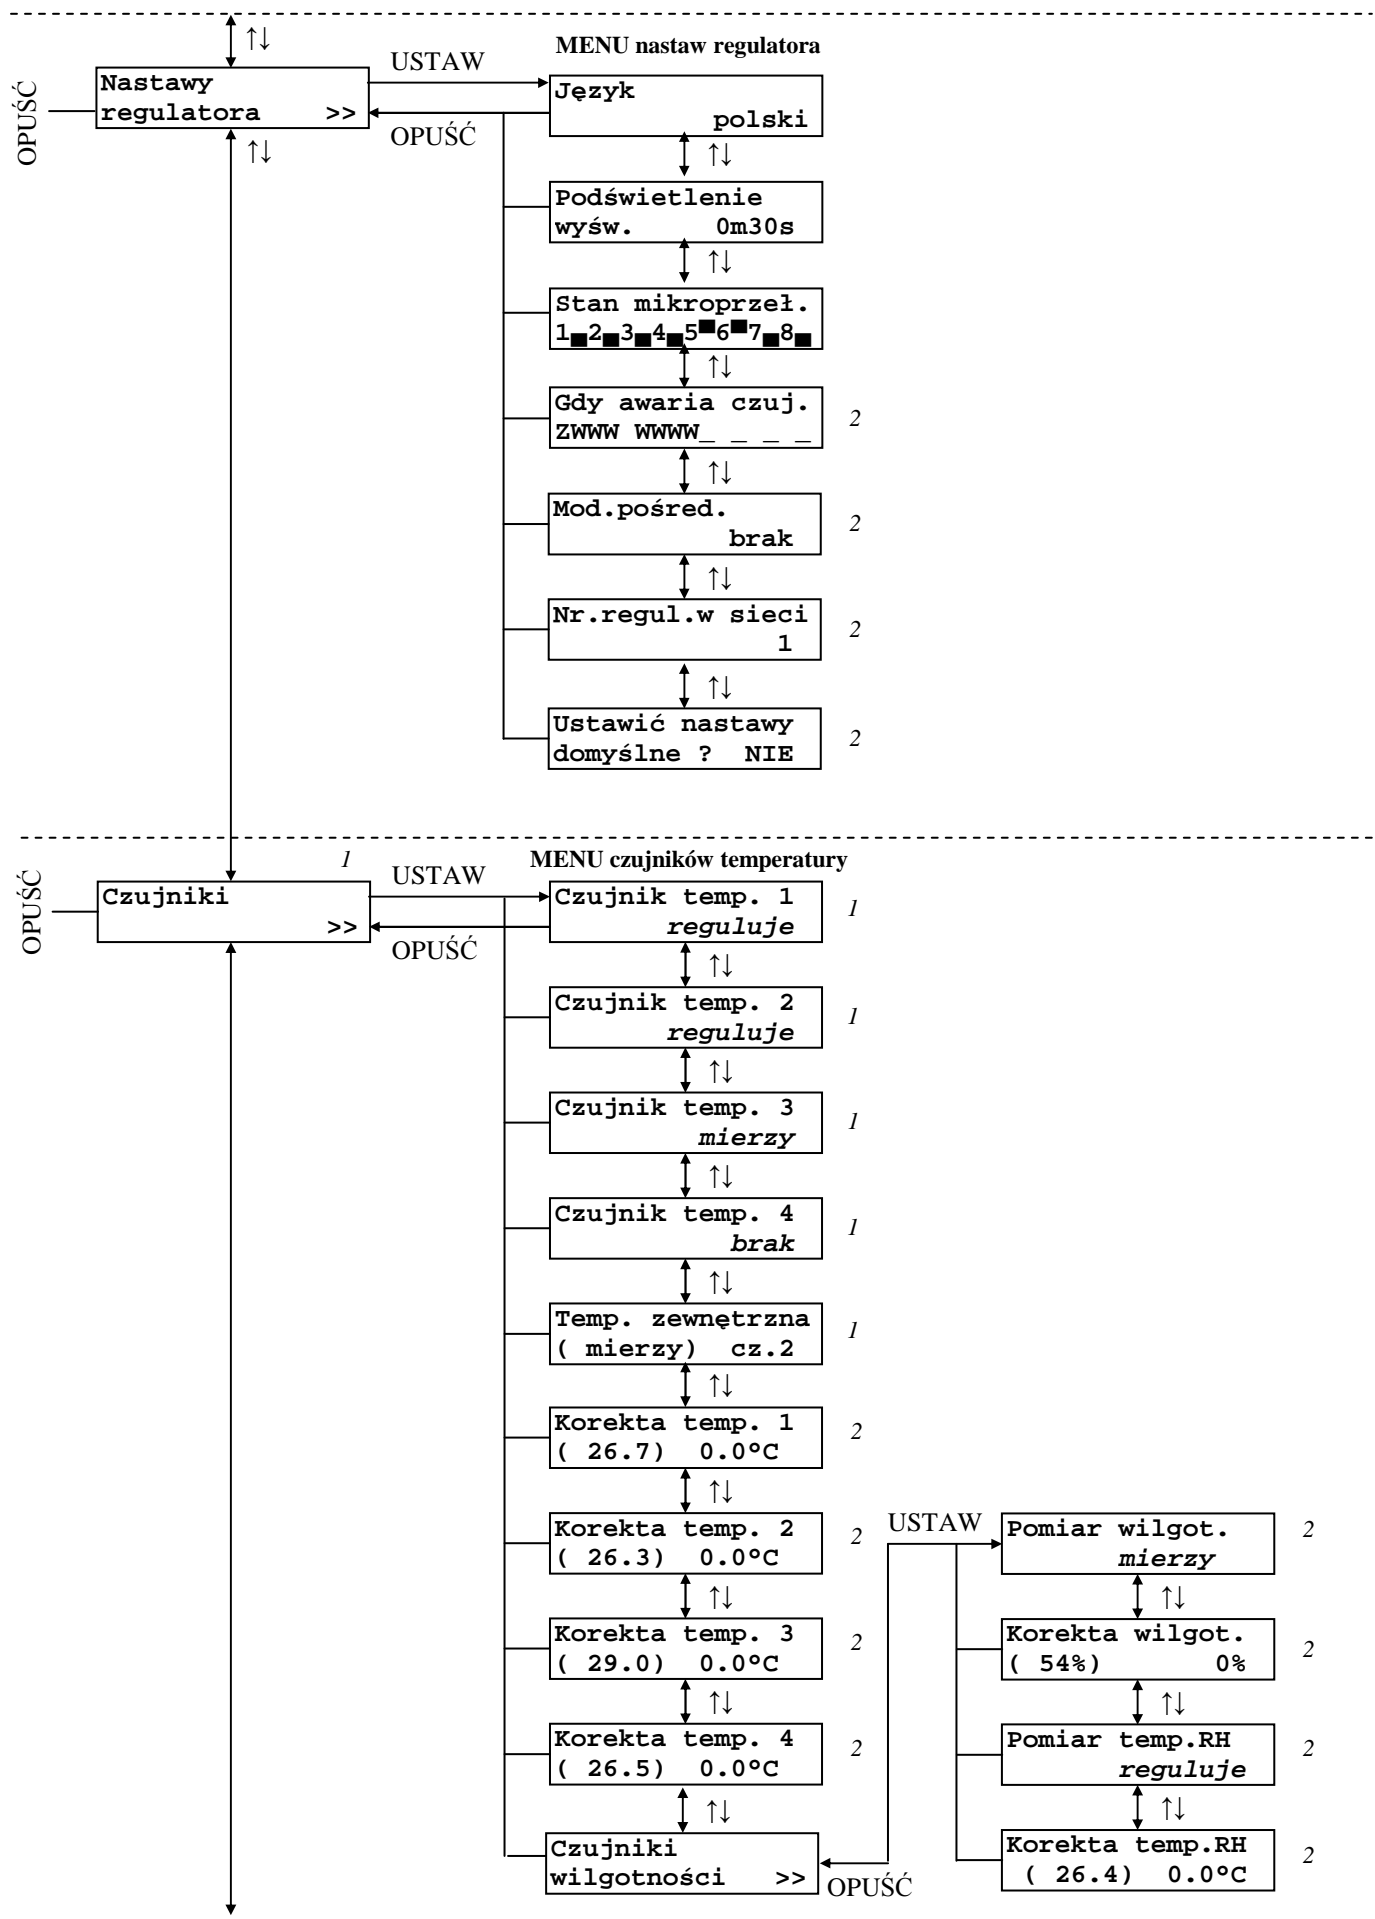 ↑↓
MENU nastaw regulatora
USTAW
OPUŚĆ
Nastawy
regulatora >>
OPUŚĆ
↑↓
Język
polski
↑↓
Podświetlenie
wyśw. 0m30s
↑↓
Stan mikroprzeł.
1▄2▄3▄4▄5▀6▀7▄8▄
↑↓
Gdy awaria czuj.
ZWWW WWWW_ _ _ _
2
↑↓
Mod.pośred.
brak
2
↑↓
Nr.regul.w sieci
1
2
↑↓
Ustawić nastawy
domyślne ? NIE
2
1
MENU czujników temperatury
USTAW
OPUŚĆ
Czujniki
>>
OPUŚĆ
Czujnik temp. 1
reguluje
1
↑↓
Czujnik temp. 2
reguluje
1
↑↓
Czujnik temp. 3
mierzy
1
↑↓
Czujnik temp. 4
brak
1
↑↓
Temp. zewnętrzna
( mierzy) cz.2
1
↑↓
Korekta temp. 1
( 26.7) 0.0°C
2
↑↓
Korekta temp. 2
( 26.3) 0.0°C
2
↑↓
Korekta temp. 3
( 29.0) 0.0°C
2
↑↓
Korekta temp. 4
( 26.5) 0.0°C
2
↑↓
Czujniki
wilgotności >>
OPUŚĆ
USTAW
Pomiar wilgot.
mierzy
2
↑↓
Korekta wilgot.
( 54%) 0%
2
↑↓
Pomiar temp.RH
reguluje
2
↑↓
Korekta temp.RH
( 26.4) 0.0°C
2